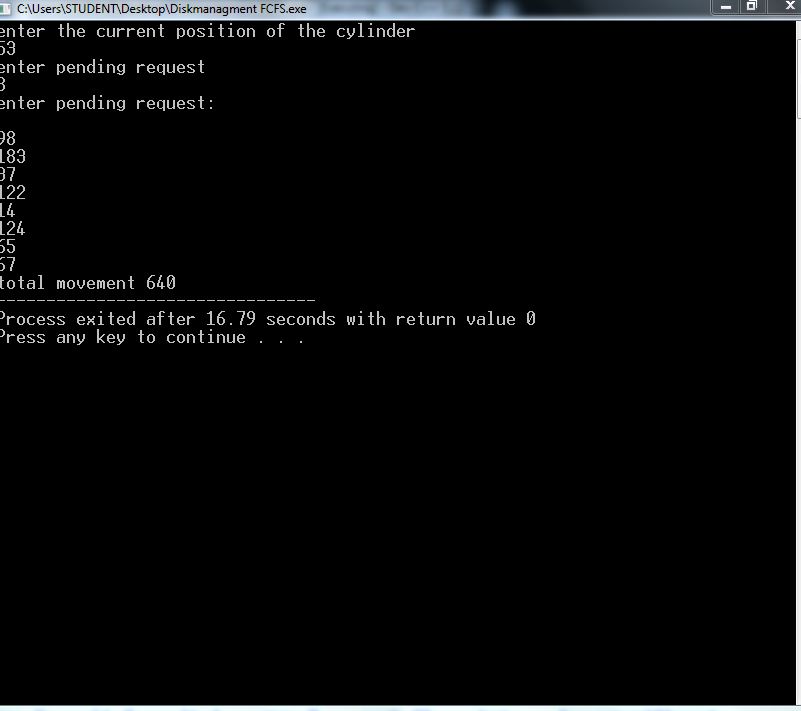 C:\Users\STUDENT\Desktop\Diskmanagment FCFS.exe
enter the current position of the cylinder
53
enter pending request
8
enter pending request:
98
183
37
122
14
124
65
67
total movement 640
--------------------------------
Process exited after 16.79 seconds with return value 0
Press any key to continue . . .